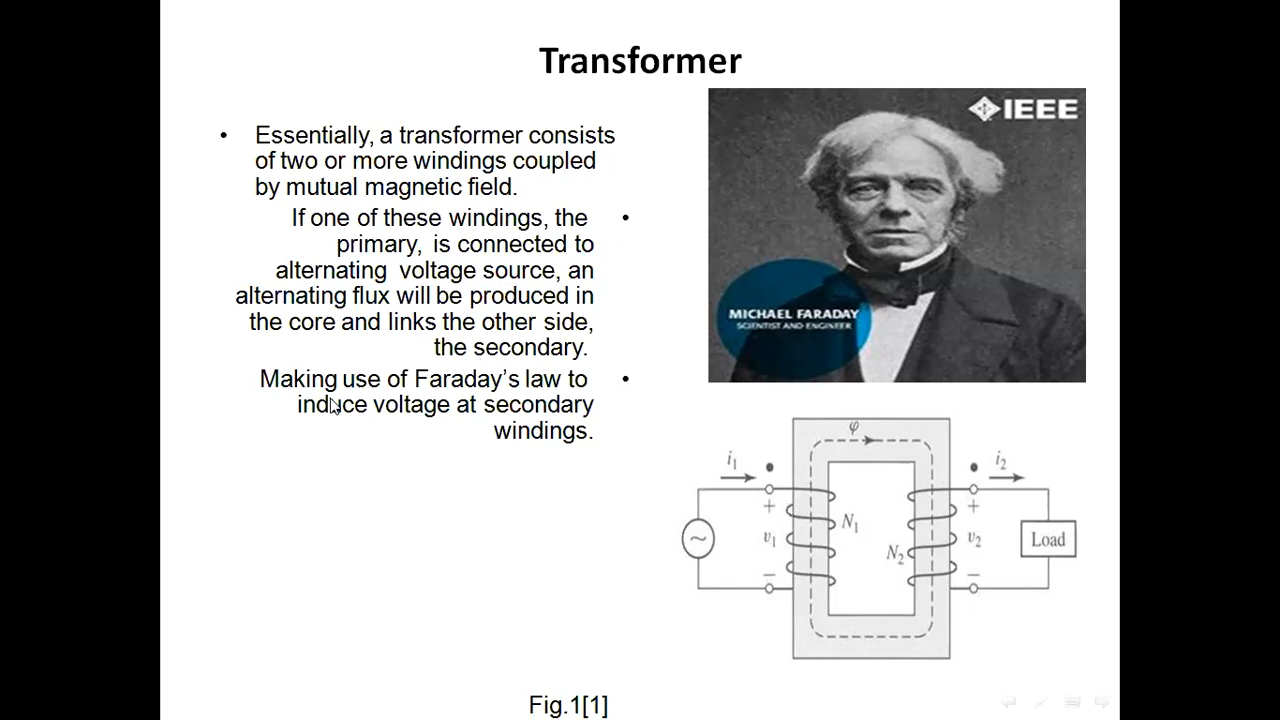 Transformer
• Essentially, a transformer consists
of two or more windings coupled
by mutual magnetic field.
If one of these windings, the •
primary, is connected to
alternating voltage source, an
alternating flux will be produced in
the core and links the other side,
the secondary.
Making use of Faraday's law to •
induce voltage at secondary
windings.
IEEE
MICHAEL FARADAY
SCIENTIST AND ENGINEER
φ
i1
i2
+
+
N1
v1
N2
v2
~
Load
−
−
Fig.1[1]